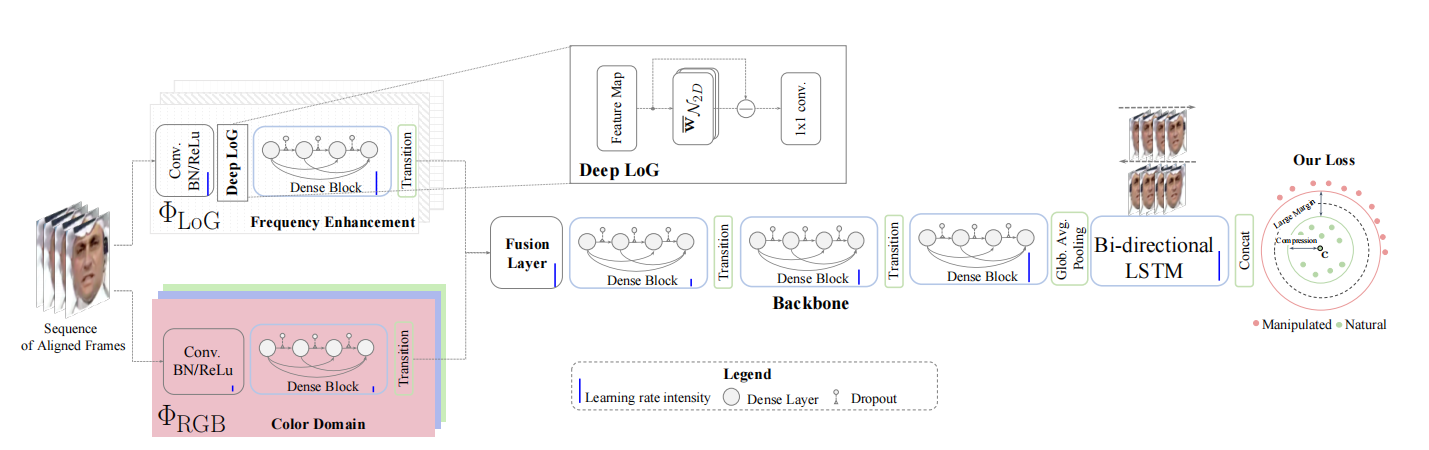 Conv.
BN/ReLu
Deep LoG
Dense Block
Transition
Φ_LoG
Frequency Enhancement
Sequence
of Aligned Frames
Conv.
BN/ReLu
Dense Block
Transition
Φ_RGB
Color Domain
Feature Map
w̅𝒩_2D
1x1 conv.
Deep LoG
Fusion
Layer
Dense Block
Transition
Dense Block
Transition
Dense Block
Glob. Avg.
Pooling
Backbone
Bi-directional
LSTM
Concat
Our Loss
Large Margin
Compression
C
Manipulated
Natural
Legend
Learning rate intensity
Dense Layer
Dropout